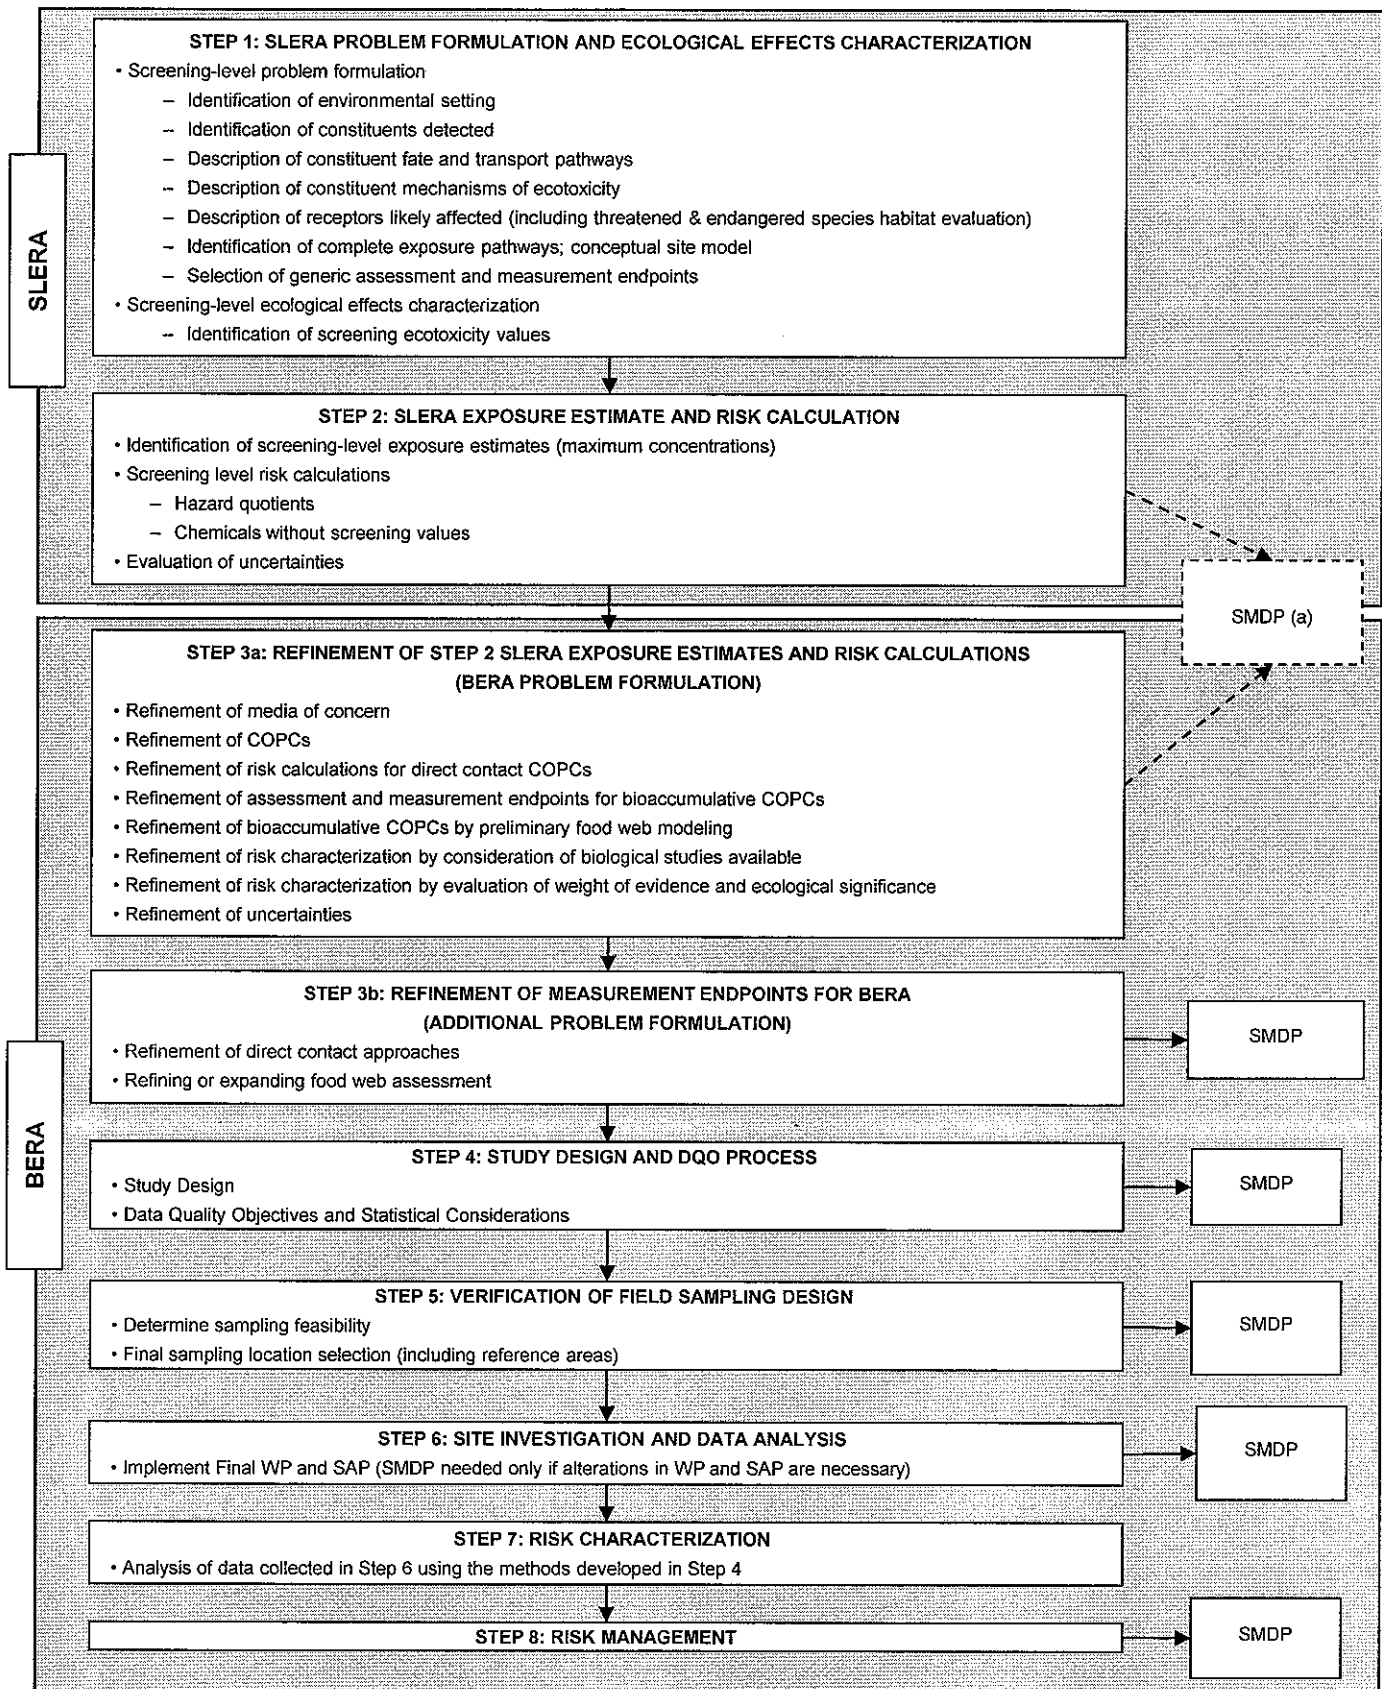 SLERA
STEP 1: SLERA PROBLEM FORMULATION AND ECOLOGICAL EFFECTS CHARACTERIZATION
• Screening-level problem formulation
– Identification of environmental setting
– Identification of constituents detected
– Description of constituent fate and transport pathways
– Description of constituent mechanisms of ecotoxicity
– Description of receptors likely affected (including threatened & endangered species habitat evaluation)
– Identification of complete exposure pathways; conceptual site model
– Selection of generic assessment and measurement endpoints
• Screening-level ecological effects characterization
– Identification of screening ecotoxicity values
STEP 2: SLERA EXPOSURE ESTIMATE AND RISK CALCULATION
• Identification of screening-level exposure estimates (maximum concentrations)
• Screening level risk calculations
– Hazard quotients
– Chemicals without screening values
• Evaluation of uncertainties
SMDP (a)
BERA
STEP 3a: REFINEMENT OF STEP 2 SLERA EXPOSURE ESTIMATES AND RISK CALCULATIONS
(BERA PROBLEM FORMULATION)
• Refinement of media of concern
• Refinement of COPCs
• Refinement of risk calculations for direct contact COPCs
• Refinement of assessment and measurement endpoints for bioaccumulative COPCs
• Refinement of bioaccumulative COPCs by preliminary food web modeling
• Refinement of risk characterization by consideration of biological studies available
• Refinement of risk characterization by evaluation of weight of evidence and ecological significance
• Refinement of uncertainties
STEP 3b: REFINEMENT OF MEASUREMENT ENDPOINTS FOR BERA
(ADDITIONAL PROBLEM FORMULATION)
• Refinement of direct contact approaches
• Refining or expanding food web assessment
SMDP
STEP 4: STUDY DESIGN AND DQO PROCESS
• Study Design
• Data Quality Objectives and Statistical Considerations
SMDP
STEP 5: VERIFICATION OF FIELD SAMPLING DESIGN
• Determine sampling feasibility
• Final sampling location selection (including reference areas)
SMDP
STEP 6: SITE INVESTIGATION AND DATA ANALYSIS
• Implement Final WP and SAP (SMDP needed only if alterations in WP and SAP are necessary)
SMDP
STEP 7: RISK CHARACTERIZATION
• Analysis of data collected in Step 6 using the methods developed in Step 4
STEP 8: RISK MANAGEMENT
SMDP